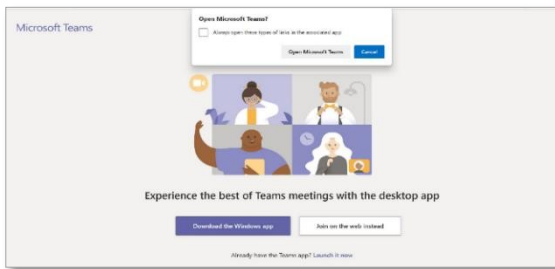 Microsoft Teams
Open Microsoft Teams?
Always open these types of links in the associated app
Open Microsoft Teams
Cancel
Experience the best of Teams meetings with the desktop app
Download the Windows app
Join on the web instead
Already have the Teams app? Launch it now